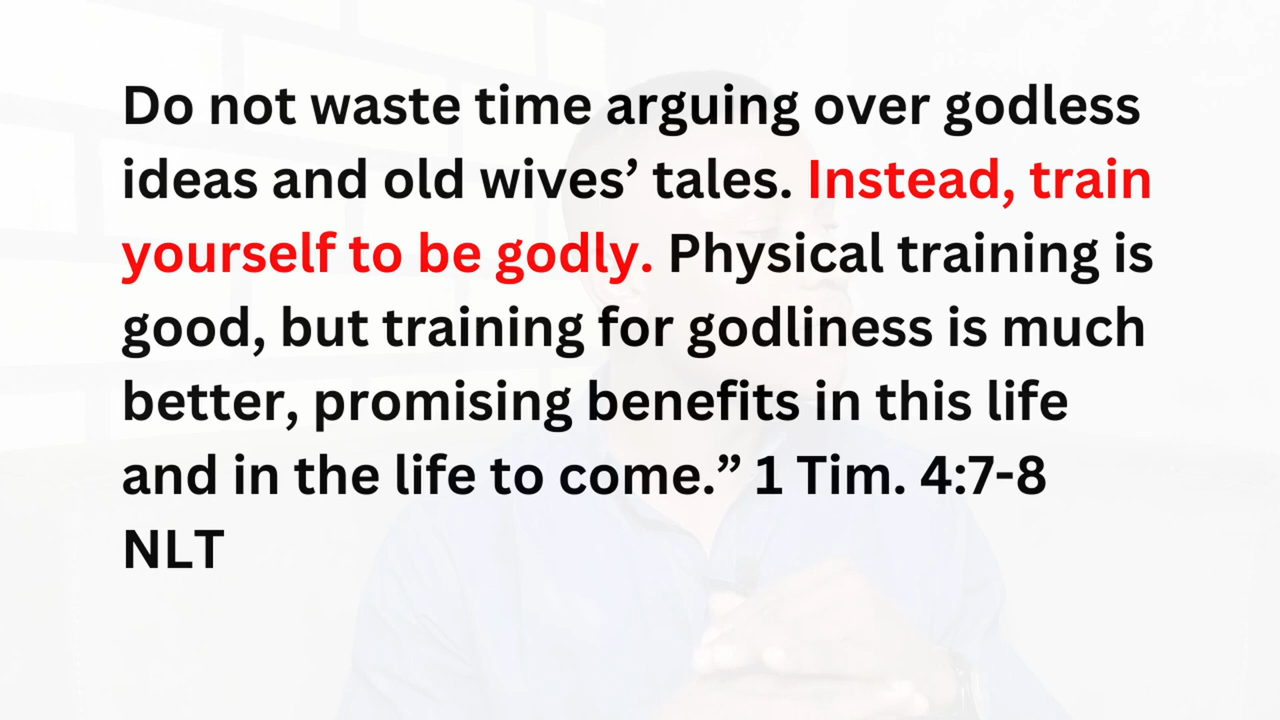 Do not waste time arguing over godless
ideas and old wives’ tales. Instead, train
yourself to be godly. Physical training is
good, but training for godliness is much
better, promising benefits in this life
and in the life to come.” 1 Tim. 4:7-8
NLT